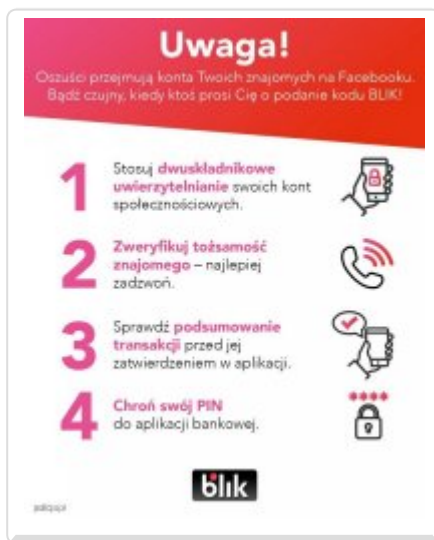 Uwaga!
Oszuści przejmują konta Twoich znajomych na Facebooku.
Bądź czujny, kiedy ktoś prosi Cię o podanie kodu BLIK!
1
Stosuj dwuskładnikowe
uwierzytelnianie swoich kont
społecznościowych.
2
Zweryfikuj tożsamość
znajomego – najlepiej
zadzwoń.
3
Sprawdź podsumowanie
transakcji przed jej
zatwierdzeniem w aplikacji.
4
Chroń swój PIN
do aplikacji bankowej.
blik